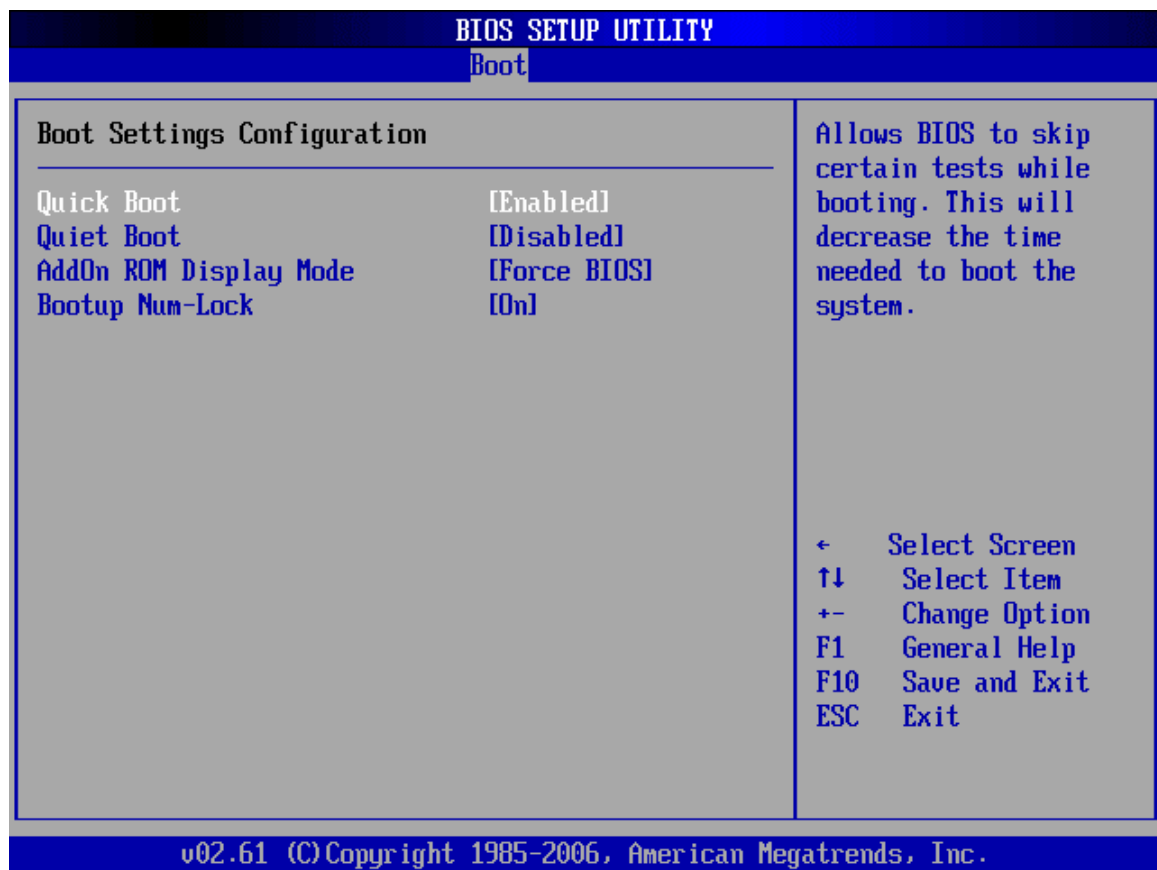 BIOS SETUP UTILITY
Boot
Boot Settings Configuration
Quick Boot [Enabled]
Quiet Boot [Disabled]
AddOn ROM Display Mode [Force BIOS]
Bootup Num-Lock [On]
Allows BIOS to skip
certain tests while
booting. This will
decrease the time
needed to boot the
system.
← Select Screen
↑↓ Select Item
+- Change Option
F1 General Help
F10 Save and Exit
ESC Exit
v02.61 (C)Copyright 1985-2006, American Megatrends, Inc.